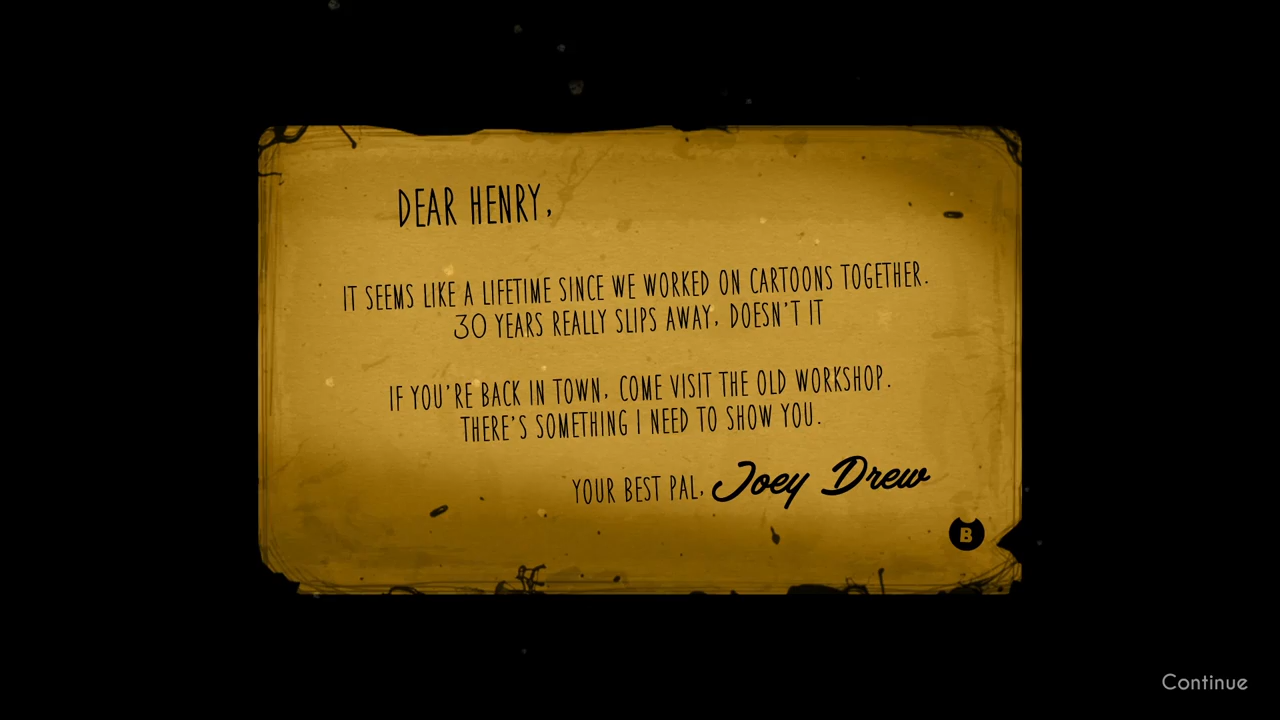 DEAR HENRY,
IT SEEMS LIKE A LIFETIME SINCE WE WORKED ON CARTOONS TOGETHER.
30 YEARS REALLY SLIPS AWAY, DOESN'T IT
IF YOU'RE BACK IN TOWN, COME VISIT THE OLD WORKSHOP.
THERE'S SOMETHING I NEED TO SHOW YOU.
YOUR BEST PAL, Joey Drew
B
Continue